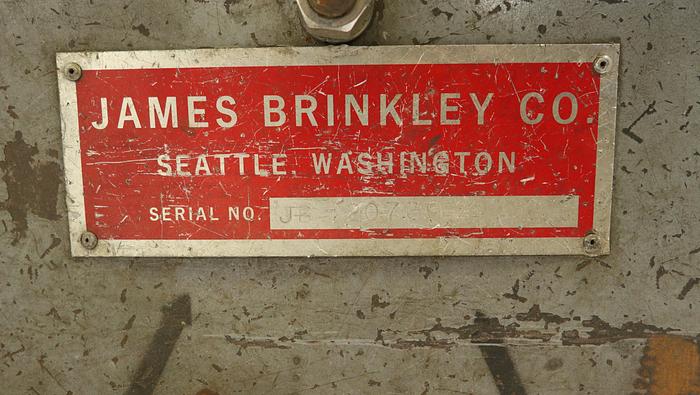 JAMES BRINKLEY CO.
SEATTLE, WASHINGTON
SERIAL NO.